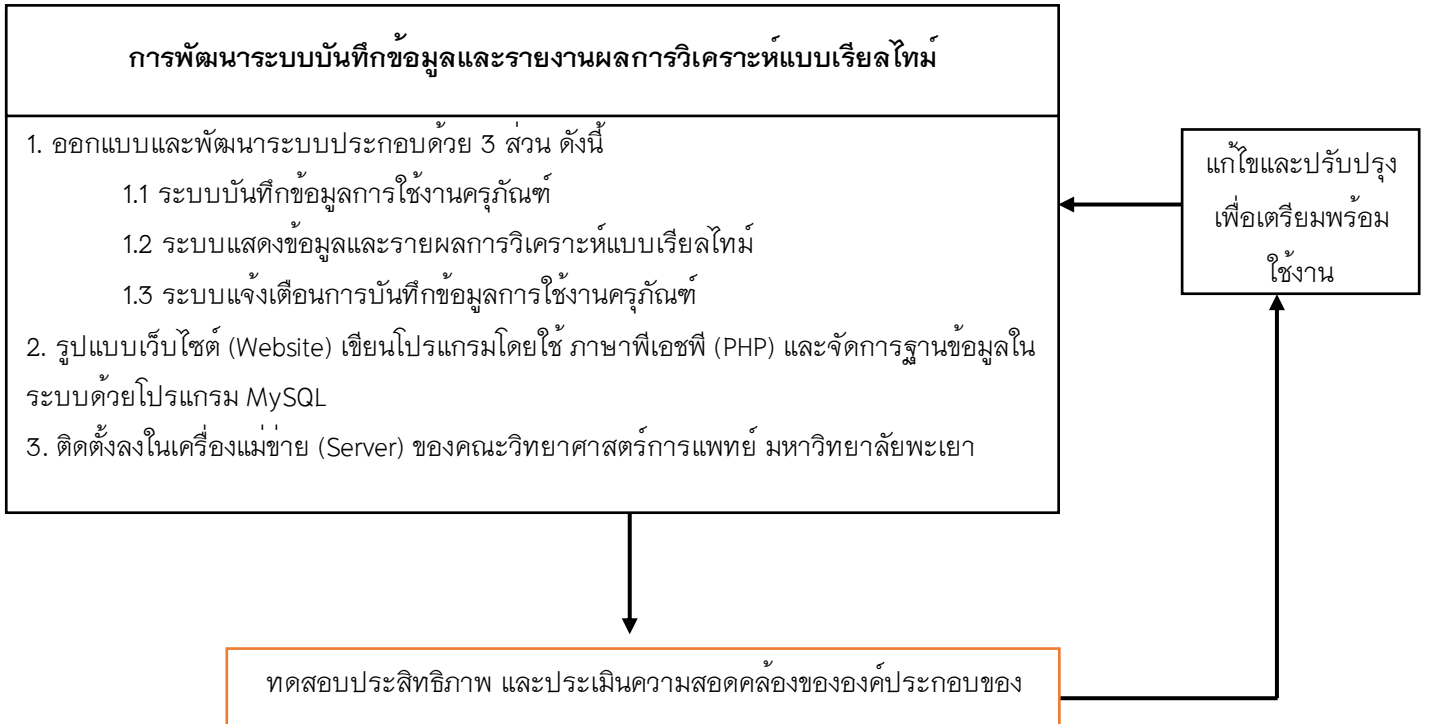 การพัฒนาระบบบันทึกข้อมูลและรายงานผลการวิเคราะห์แบบเรียลไทม์
1. ออกแบบและพัฒนาระบบประกอบด้วย 3 ส่วน ดังนี้
1.1 ระบบบันทึกข้อมูลการใช้งานครุภัณฑ์
1.2 ระบบแสดงข้อมูลและรายผลการวิเคราะห์แบบเรียลไทม์
1.3 ระบบแจ้งเตือนการบันทึกข้อมูลการใช้งานครุภัณฑ์
2. รูปแบบเว็บไซต์ (Website) เขียนโปรแกรมโดยใช้ ภาษาพีเอชพี (PHP) และจัดการฐานข้อมูลใน
ระบบด้วยโปรแกรม MySQL
3. ติดตั้งลงในเครื่องแม่ข่าย (Server) ของคณะวิทยาศาสตร์การแพทย์ มหาวิทยาลัยพะเยา
แก้ไขและปรับปรุง
เพื่อเตรียมพร้อม
ใช้งาน
ทดสอบประสิทธิภาพ และประเมินความสอดคล้องขององค์ประกอบของ